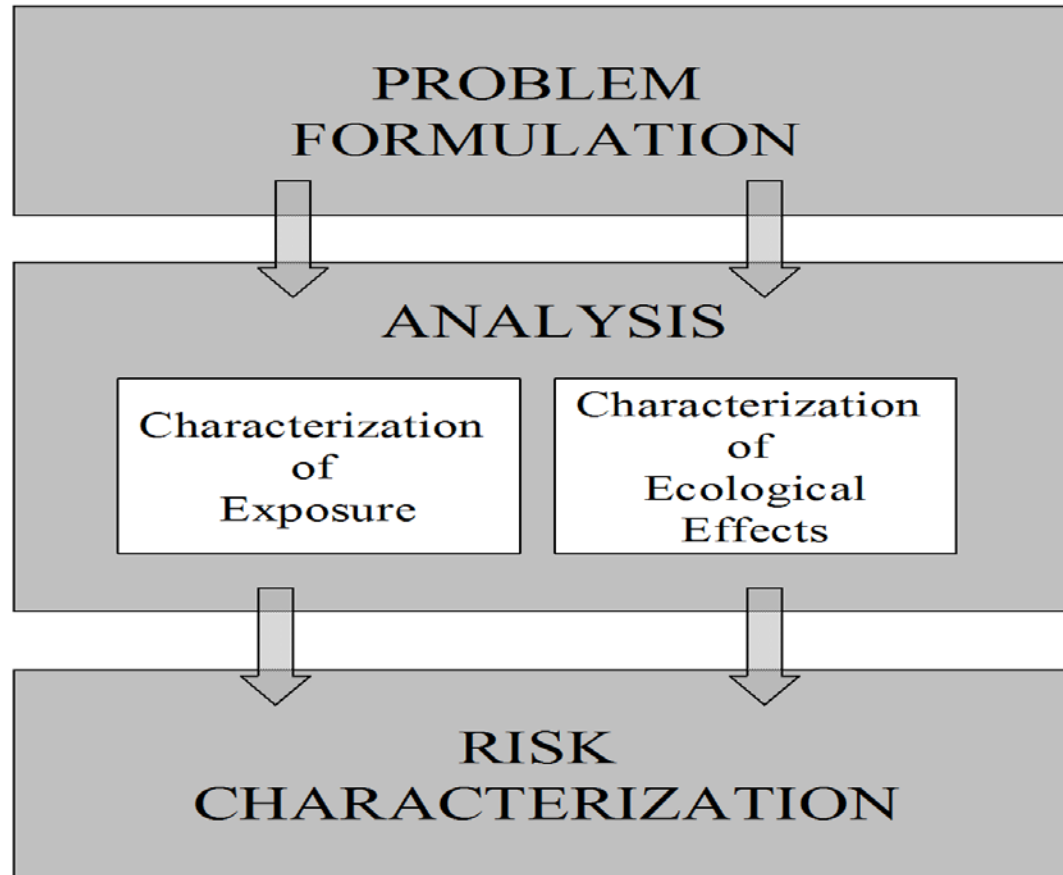 PROBLEM
FORMULATION
ANALYSIS
Characterization
of
Exposure
Characterization
of
Ecological
Effects
RISK
CHARACTERIZATION